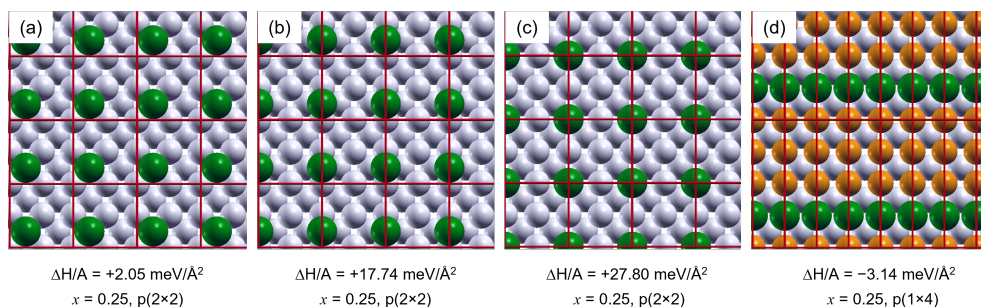 (a)
(b)
(c)
(d)
ΔH/A = +2.05 meV/Å²
ΔH/A = +17.74 meV/Å²
ΔH/A = +27.80 meV/Å²
ΔH/A = −3.14 meV/Å²
x = 0.25, p(2×2)
x = 0.25, p(2×2)
x = 0.25, p(2×2)
x = 0.25, p(1×4)